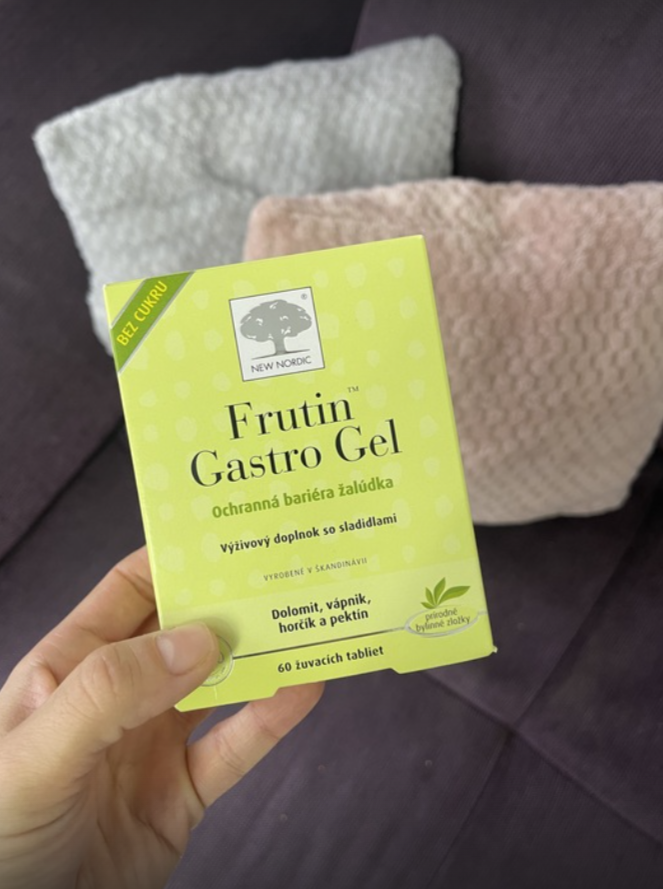 BEZ CUKRU
®
NEW NORDIC
Frutin™
Gastro Gel
Ochranná bariéra žalúdka
Výživový doplnok so sladidlami
VYROBENÉ V ŠKANDINÁVII
Dolomit, vápnik,
horčík a pektín
prírodné
bylinné zložky
60 žuvacích tabliet